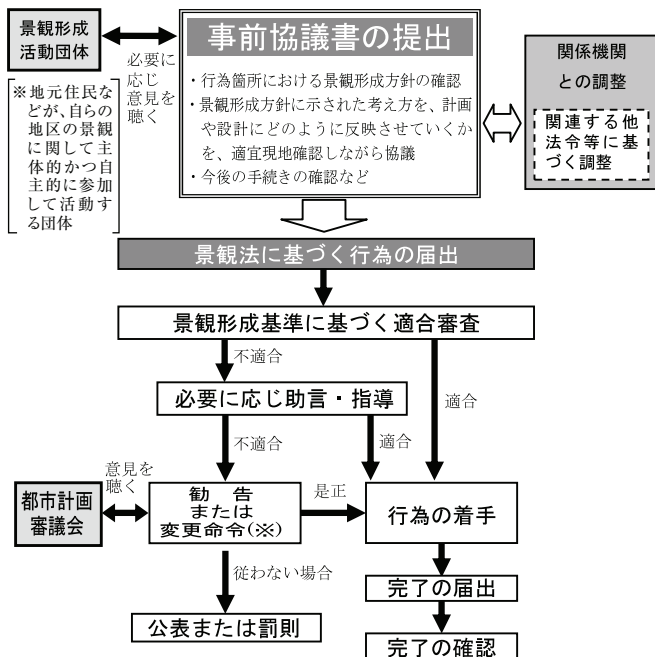 景観形成
活動団体
必要に
応じ
意見を
聴く
※地元住民な
どが、自らの
地区の景観
に関して主
体的かつ自
主的に参加
して活動す
る団体
事前協議書の提出
・行為箇所における景観形成方針の確認
・景観形成方針に示された考え方を、計画
や設計にどのように反映させていくか
を、適宜現地確認しながら協議
・今後の手続きの確認など
関係機関
との調整
関連する他
法令等に基
づく調整
景観法に基づく行為の届出
景観形成基準に基づく適合審査
不適合
適合
必要に応じ助言・指導
不適合
適合
都市計画
審議会
意見を
聴く
勧 告
または
変更命令(※)
是正
行為の着手
従わない場合
公表または罰則
完了の届出
完了の確認